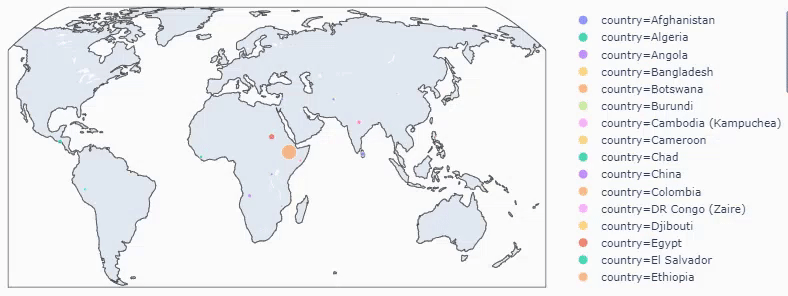 country=Afghanistan
country=Algeria
country=Angola
country=Bangladesh
country=Botswana
country=Burundi
country=Cambodia (Kampuchea)
country=Cameroon
country=Chad
country=China
country=Colombia
country=DR Congo (Zaire)
country=Djibouti
country=Egypt
country=El Salvador
country=Ethiopia